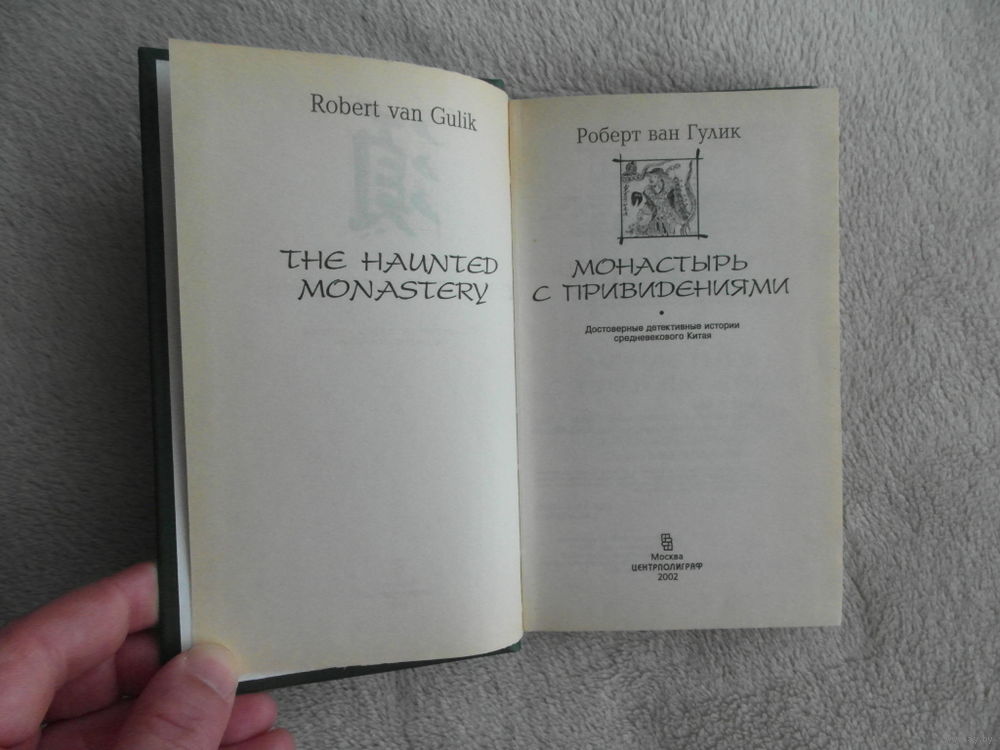 Robert van Gulik
THE HAUNTED
MONASTERY
Роберт ван Гулик
МОНАСТЫРЬ
С ПРИВИДЕНИЯМИ
Достоверные детективные истории
средневекового Китая
Москва
ЦЕНТРПОЛИГРАФ
2002